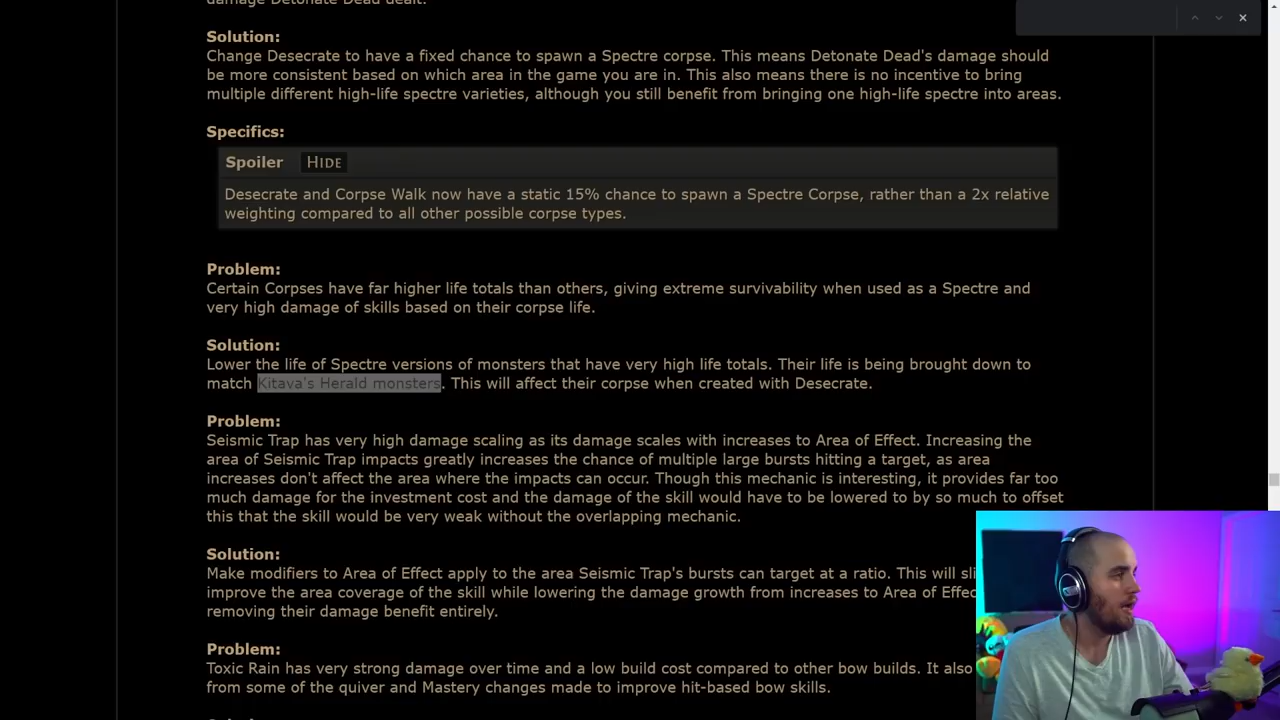 damage Detonate Dead dealt.
Solution:
Change Desecrate to have a fixed chance to spawn a Spectre corpse. This means Detonate Dead's damage should
be more consistent based on which area in the game you are in. This also means there is no incentive to bring
multiple different high-life spectre varieties, although you still benefit from bringing one high-life spectre into areas.
Specifics:
Spoiler HIDE
Desecrate and Corpse Walk now have a static 15% chance to spawn a Spectre Corpse, rather than a 2x relative
weighting compared to all other possible corpse types.
Problem:
Certain Corpses have far higher life totals than others, giving extreme survivability when used as a Spectre and
very high damage of skills based on their corpse life.
Solution:
Lower the life of Spectre versions of monsters that have very high life totals. Their life is being brought down to
match Kitava's Herald monsters. This will affect their corpse when created with Desecrate.
Problem:
Seismic Trap has very high damage scaling as its damage scales with increases to Area of Effect. Increasing the
area of Seismic Trap impacts greatly increases the chance of multiple large bursts hitting a target, as area
increases don't affect the area where the impacts can occur. Though this mechanic is interesting, it provides far too
much damage for the investment cost and the damage of the skill would have to be lowered to by so much to offset
this that the skill would be very weak without the overlapping mechanic.
Solution:
Make modifiers to Area of Effect apply to the area Seismic Trap's bursts can target at a ratio. This will sli
improve the area coverage of the skill while lowering the damage growth from increases to Area of Effec
removing their damage benefit entirely.
Problem:
Toxic Rain has very strong damage over time and a low build cost compared to other bow builds. It also
from some of the quiver and Mastery changes made to improve hit-based bow skills.